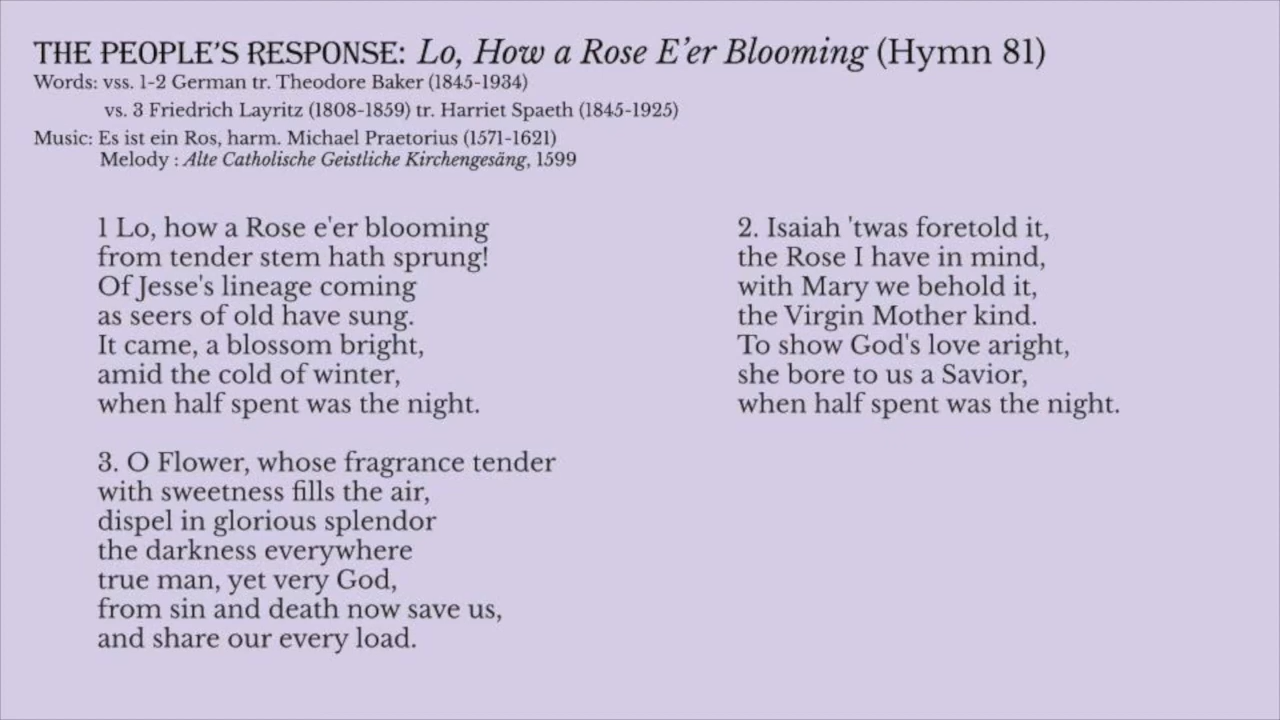 THE PEOPLE'S RESPONSE: Lo, How a Rose E'er Blooming (Hymn 81)
Words: vss. 1-2 German tr. Theodore Baker (1845-1934)
vs. 3 Friedrich Layritz (1808-1859) tr. Harriet Spaeth (1845-1925)
Music: Es ist ein Ros, harm. Michael Praetorius (1571-1621)
Melody : Alte Catholische Geistliche Kirchengesäng, 1599
1 Lo, how a Rose e'er blooming
from tender stem hath sprung!
Of Jesse's lineage coming
as seers of old have sung.
It came, a blossom bright,
amid the cold of winter,
when half spent was the night.
2. Isaiah 'twas foretold it,
the Rose I have in mind,
with Mary we behold it,
the Virgin Mother kind.
To show God's love aright,
she bore to us a Savior,
when half spent was the night.
3. O Flower, whose fragrance tender
with sweetness fills the air,
dispel in glorious splendor
the darkness everywhere
true man, yet very God,
from sin and death now save us,
and share our every load.